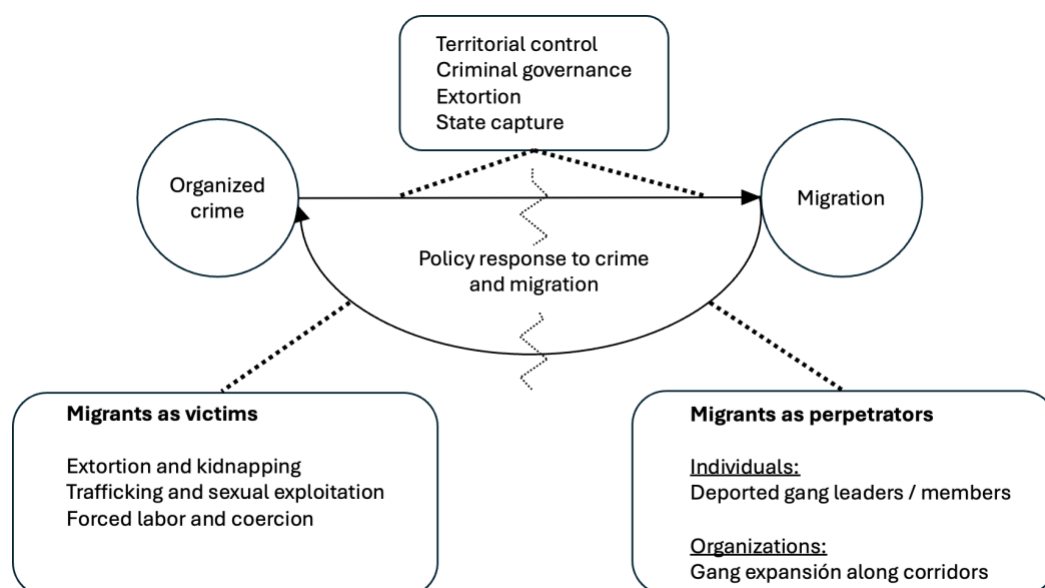 Territorial control
Criminal governance
Extortion
State capture
Organized
crime
Migration
Policy response to crime
and migration
Migrants as victims
Extortion and kidnapping
Trafficking and sexual exploitation
Forced labor and coercion
Migrants as perpetrators
Individuals:
Deported gang leaders / members
Organizations:
Gang expansión along corridors